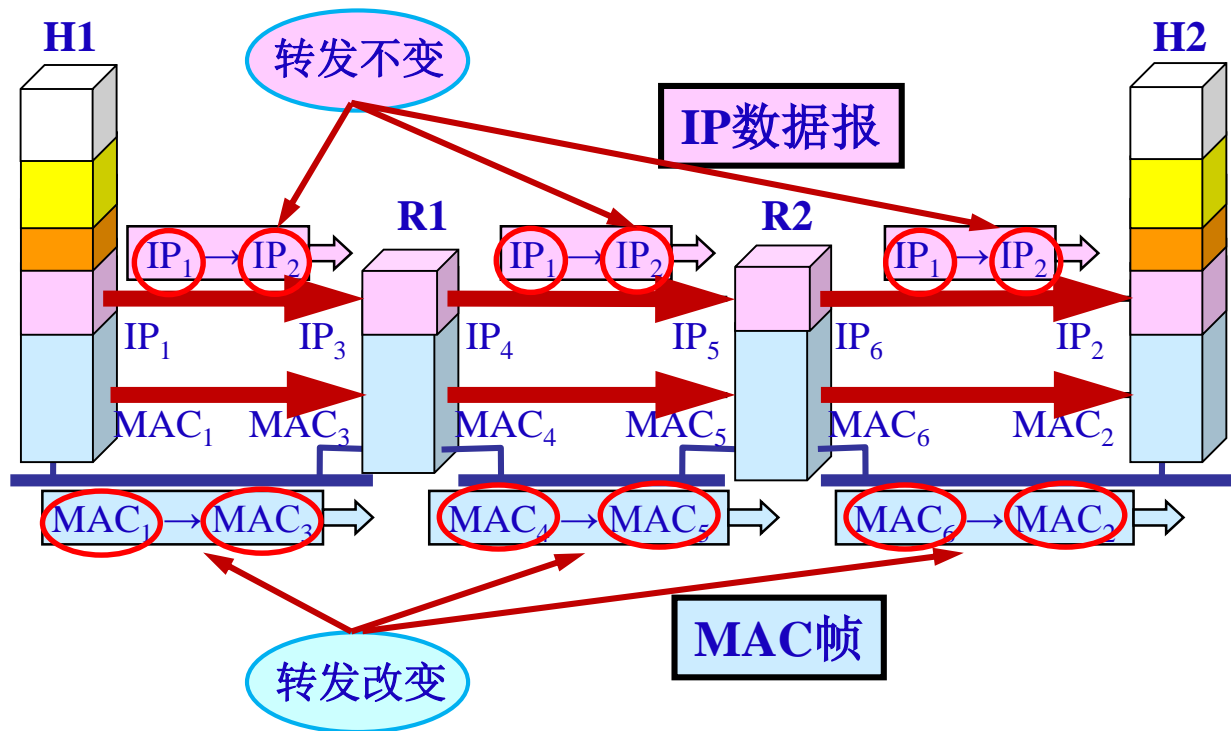 H1
转发不变
H2
IP数据报
R1
R2
IP₁→IP₂
IP₁→IP₂
IP₁→IP₂
IP₁
IP₃
IP₄
IP₅
IP₆
IP₂
MAC₁
MAC₃
MAC₄
MAC₅
MAC₆
MAC₂
MAC₁→MAC₃
MAC₄→MAC₅
MAC₆→MAC₂
MAC帧
转发改变